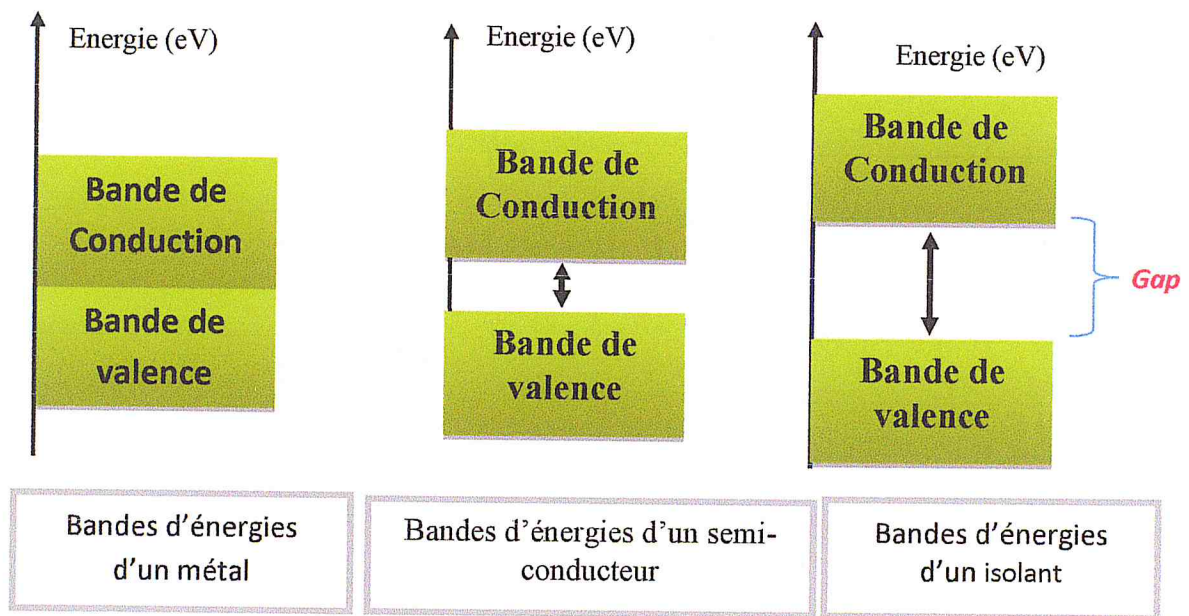 Energie (eV)
Bande de
Conduction
Bande de
valence
Bandes d'énergies
d'un métal
Energie (eV)
Bande de
Conduction
Bande de
valence
Bandes d'énergies d'un semi-
conducteur
Energie (eV)
Bande de
Conduction
Gap
Bande de
valence
Bandes d'énergies
d'un isolant